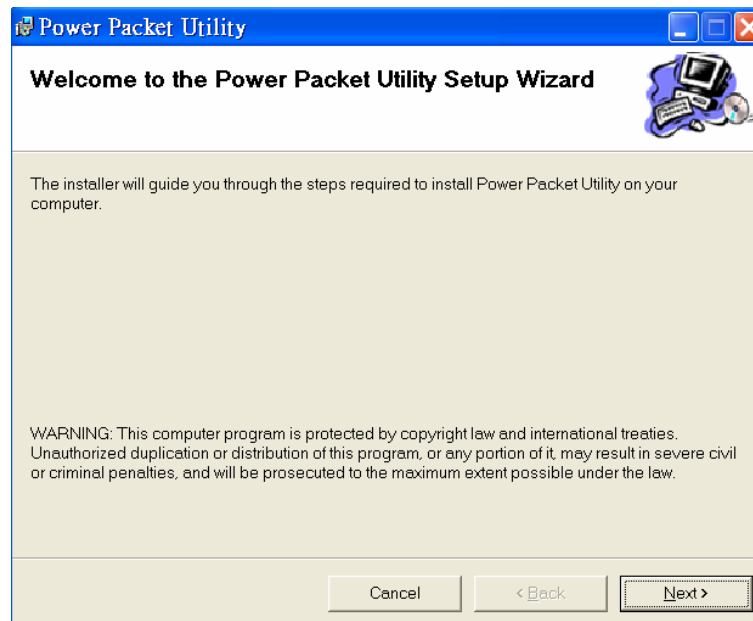 Power Packet Utility
Welcome to the Power Packet Utility Setup Wizard
The installer will guide you through the steps required to install Power Packet Utility on your
computer.
WARNING: This computer program is protected by copyright law and international treaties.
Unauthorized duplication or distribution of this program, or any portion of it, may result in severe civil
or criminal penalties, and will be prosecuted to the maximum extent possible under the law.
Cancel
< Back
Next >